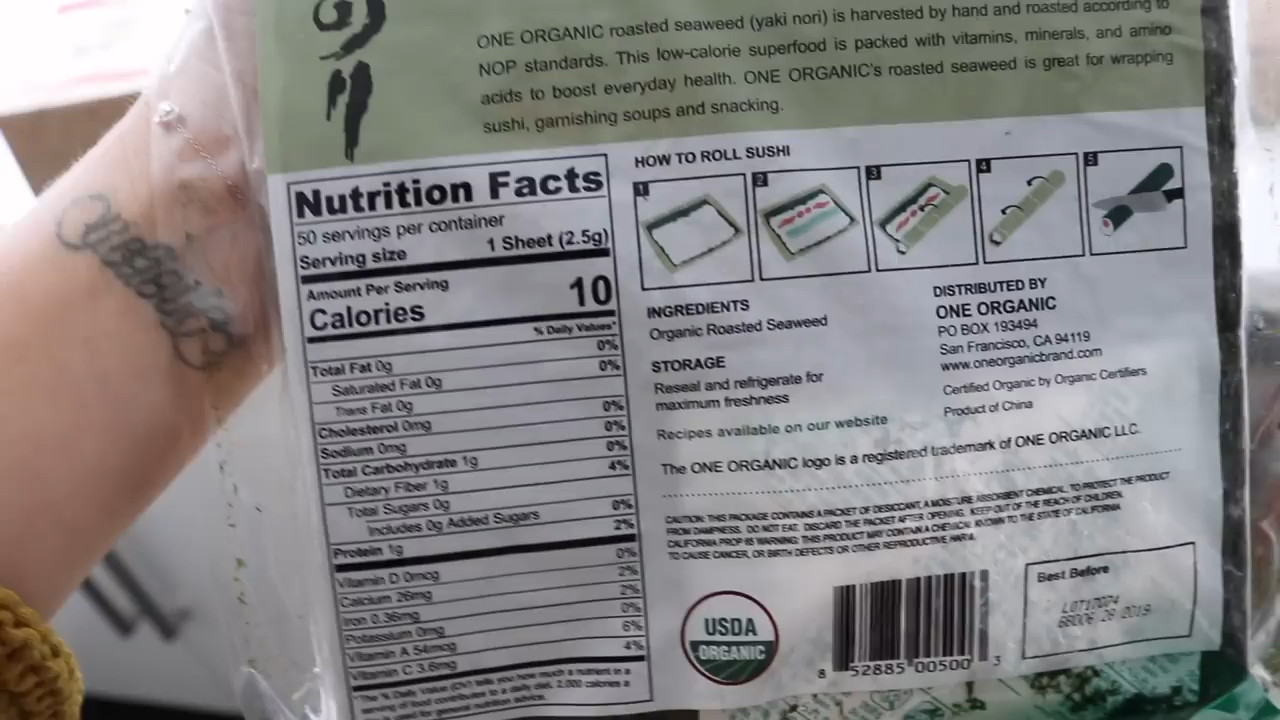 ONE ORGANIC roasted seaweed (yaki nori) is harvested by hand and roasted according to
NOP standards. This low-calorie superfood is packed with vitamins, minerals, and amino
acids to boost everyday health. ONE ORGANIC's roasted seaweed is great for wrapping
sushi, garnishing soups and snacking.
Nutrition Facts
50 servings per container
Serving size 1 Sheet (2.5g)
Amount Per Serving
Calories 10
% Daily Values*
Total Fat 0g 0%
Saturated Fat 0g 0%
Trans Fat 0g
Cholesterol 0mg 0%
Sodium 0mg 0%
Total Carbohydrate 1g 0%
Dietary Fiber 1g 4%
Total Sugars 0g
Includes 0g Added Sugars 0%
Protein 1g 2%
Vitamin D 0mcg 0%
Calcium 26mg 2%
Iron 0.36mg 2%
Potassium 0mg 0%
Vitamin A 54mcg 6%
Vitamin C 3.6mg 4%
*The % Daily Value (DV) tells you how much a nutrient in a
serving of food contributes to a daily diet. 2,000 calories a
used for general nutrition advice.
HOW TO ROLL SUSHI
1 2 3 4 5
INGREDIENTS
Organic Roasted Seaweed
STORAGE
Reseal and refrigerate for
maximum freshness
Recipes available on our website
DISTRIBUTED BY
ONE ORGANIC
PO BOX 193494
San Francisco, CA 94119
www.oneorganicbrand.com
Certified Organic by Organic Certifiers
Product of China
The ONE ORGANIC logo is a registered trademark of ONE ORGANIC LLC.
CAUTION: THIS PACKAGE CONTAINS A PACKET OF DESICCANT, A MOISTURE ABSORBENT CHEMICAL TO PROTECT THE PRODUCT
FROM DAMPNESS. DO NOT EAT. DISCARD THE PACKET AFTER OPENING. KEEP OUT OF THE REACH OF CHILDREN.
CALIFORNIA PROP 65 WARNING: THIS PRODUCT MAY CONTAIN A CHEMICAL KNOWN TO THE STATE OF CALIFORNIA
TO CAUSE CANCER, OR BIRTH DEFECTS OR OTHER REPRODUCTIVE HARM.
USDA
ORGANIC
8 52885 00500 3
Best Before
28 2019